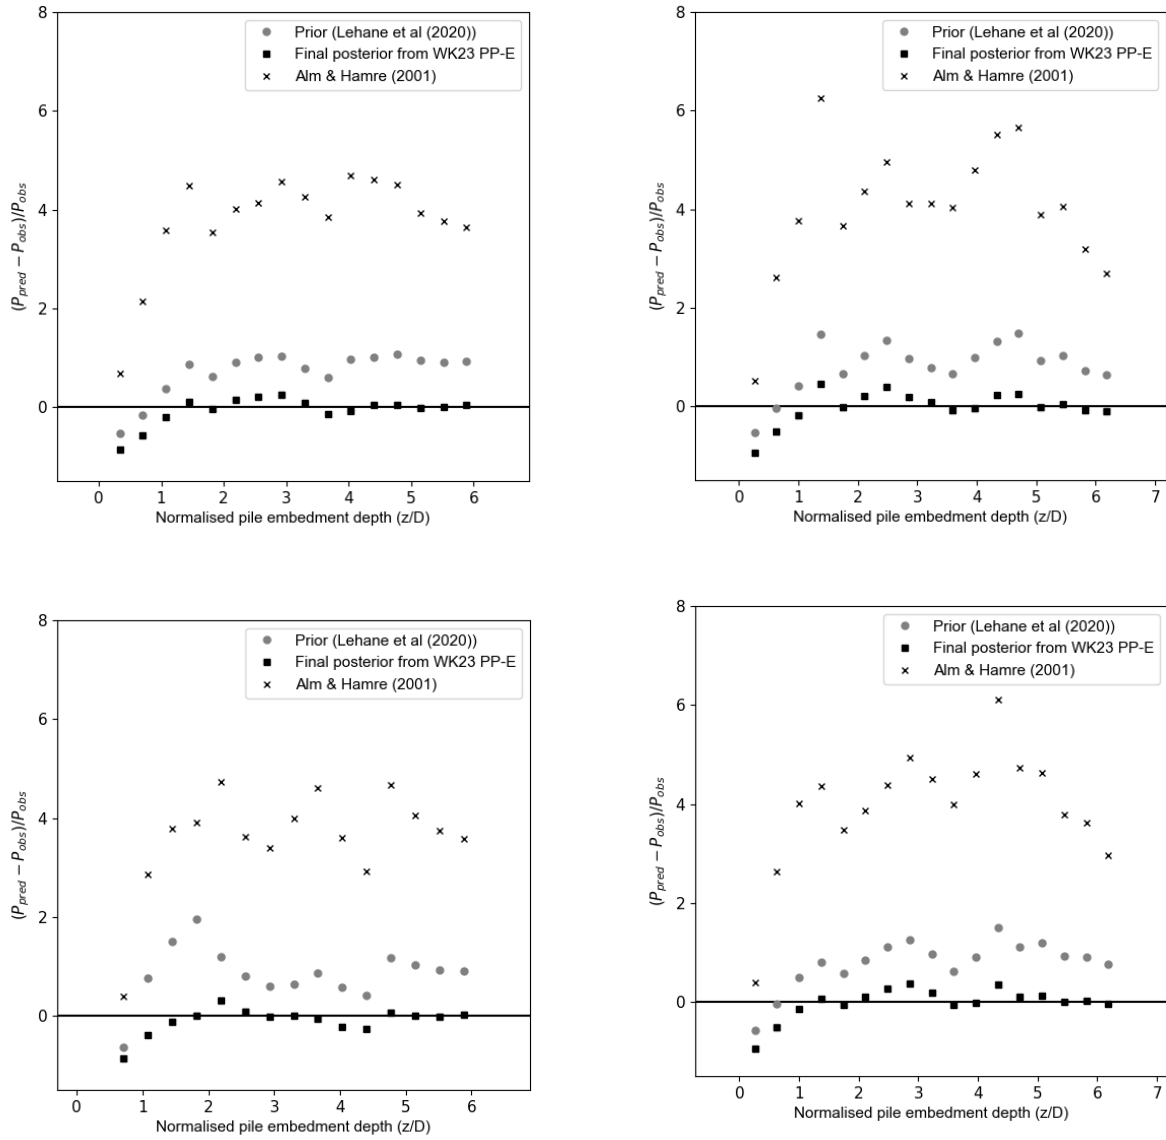 8
6
4
2
0
(P_pred − P_obs)/P_obs
Prior (Lehane et al (2020))
Final posterior from WK23 PP-E
Alm & Hamre (2001)
0 1 2 3 4 5 6
Normalised pile embedment depth (z/D)
8
6
4
2
0
(P_pred − P_obs)/P_obs
Prior (Lehane et al (2020))
Final posterior from WK23 PP-E
Alm & Hamre (2001)
0 1 2 3 4 5 6 7
Normalised pile embedment depth (z/D)
8
6
4
2
0
(P_pred − P_obs)/P_obs
Prior (Lehane et al (2020))
Final posterior from WK23 PP-E
Alm & Hamre (2001)
0 1 2 3 4 5 6
Normalised pile embedment depth (z/D)
8
6
4
2
0
(P_pred − P_obs)/P_obs
Prior (Lehane et al (2020))
Final posterior from WK23 PP-E
Alm & Hamre (2001)
0 1 2 3 4 5 6 7
Normalised pile embedment depth (z/D)